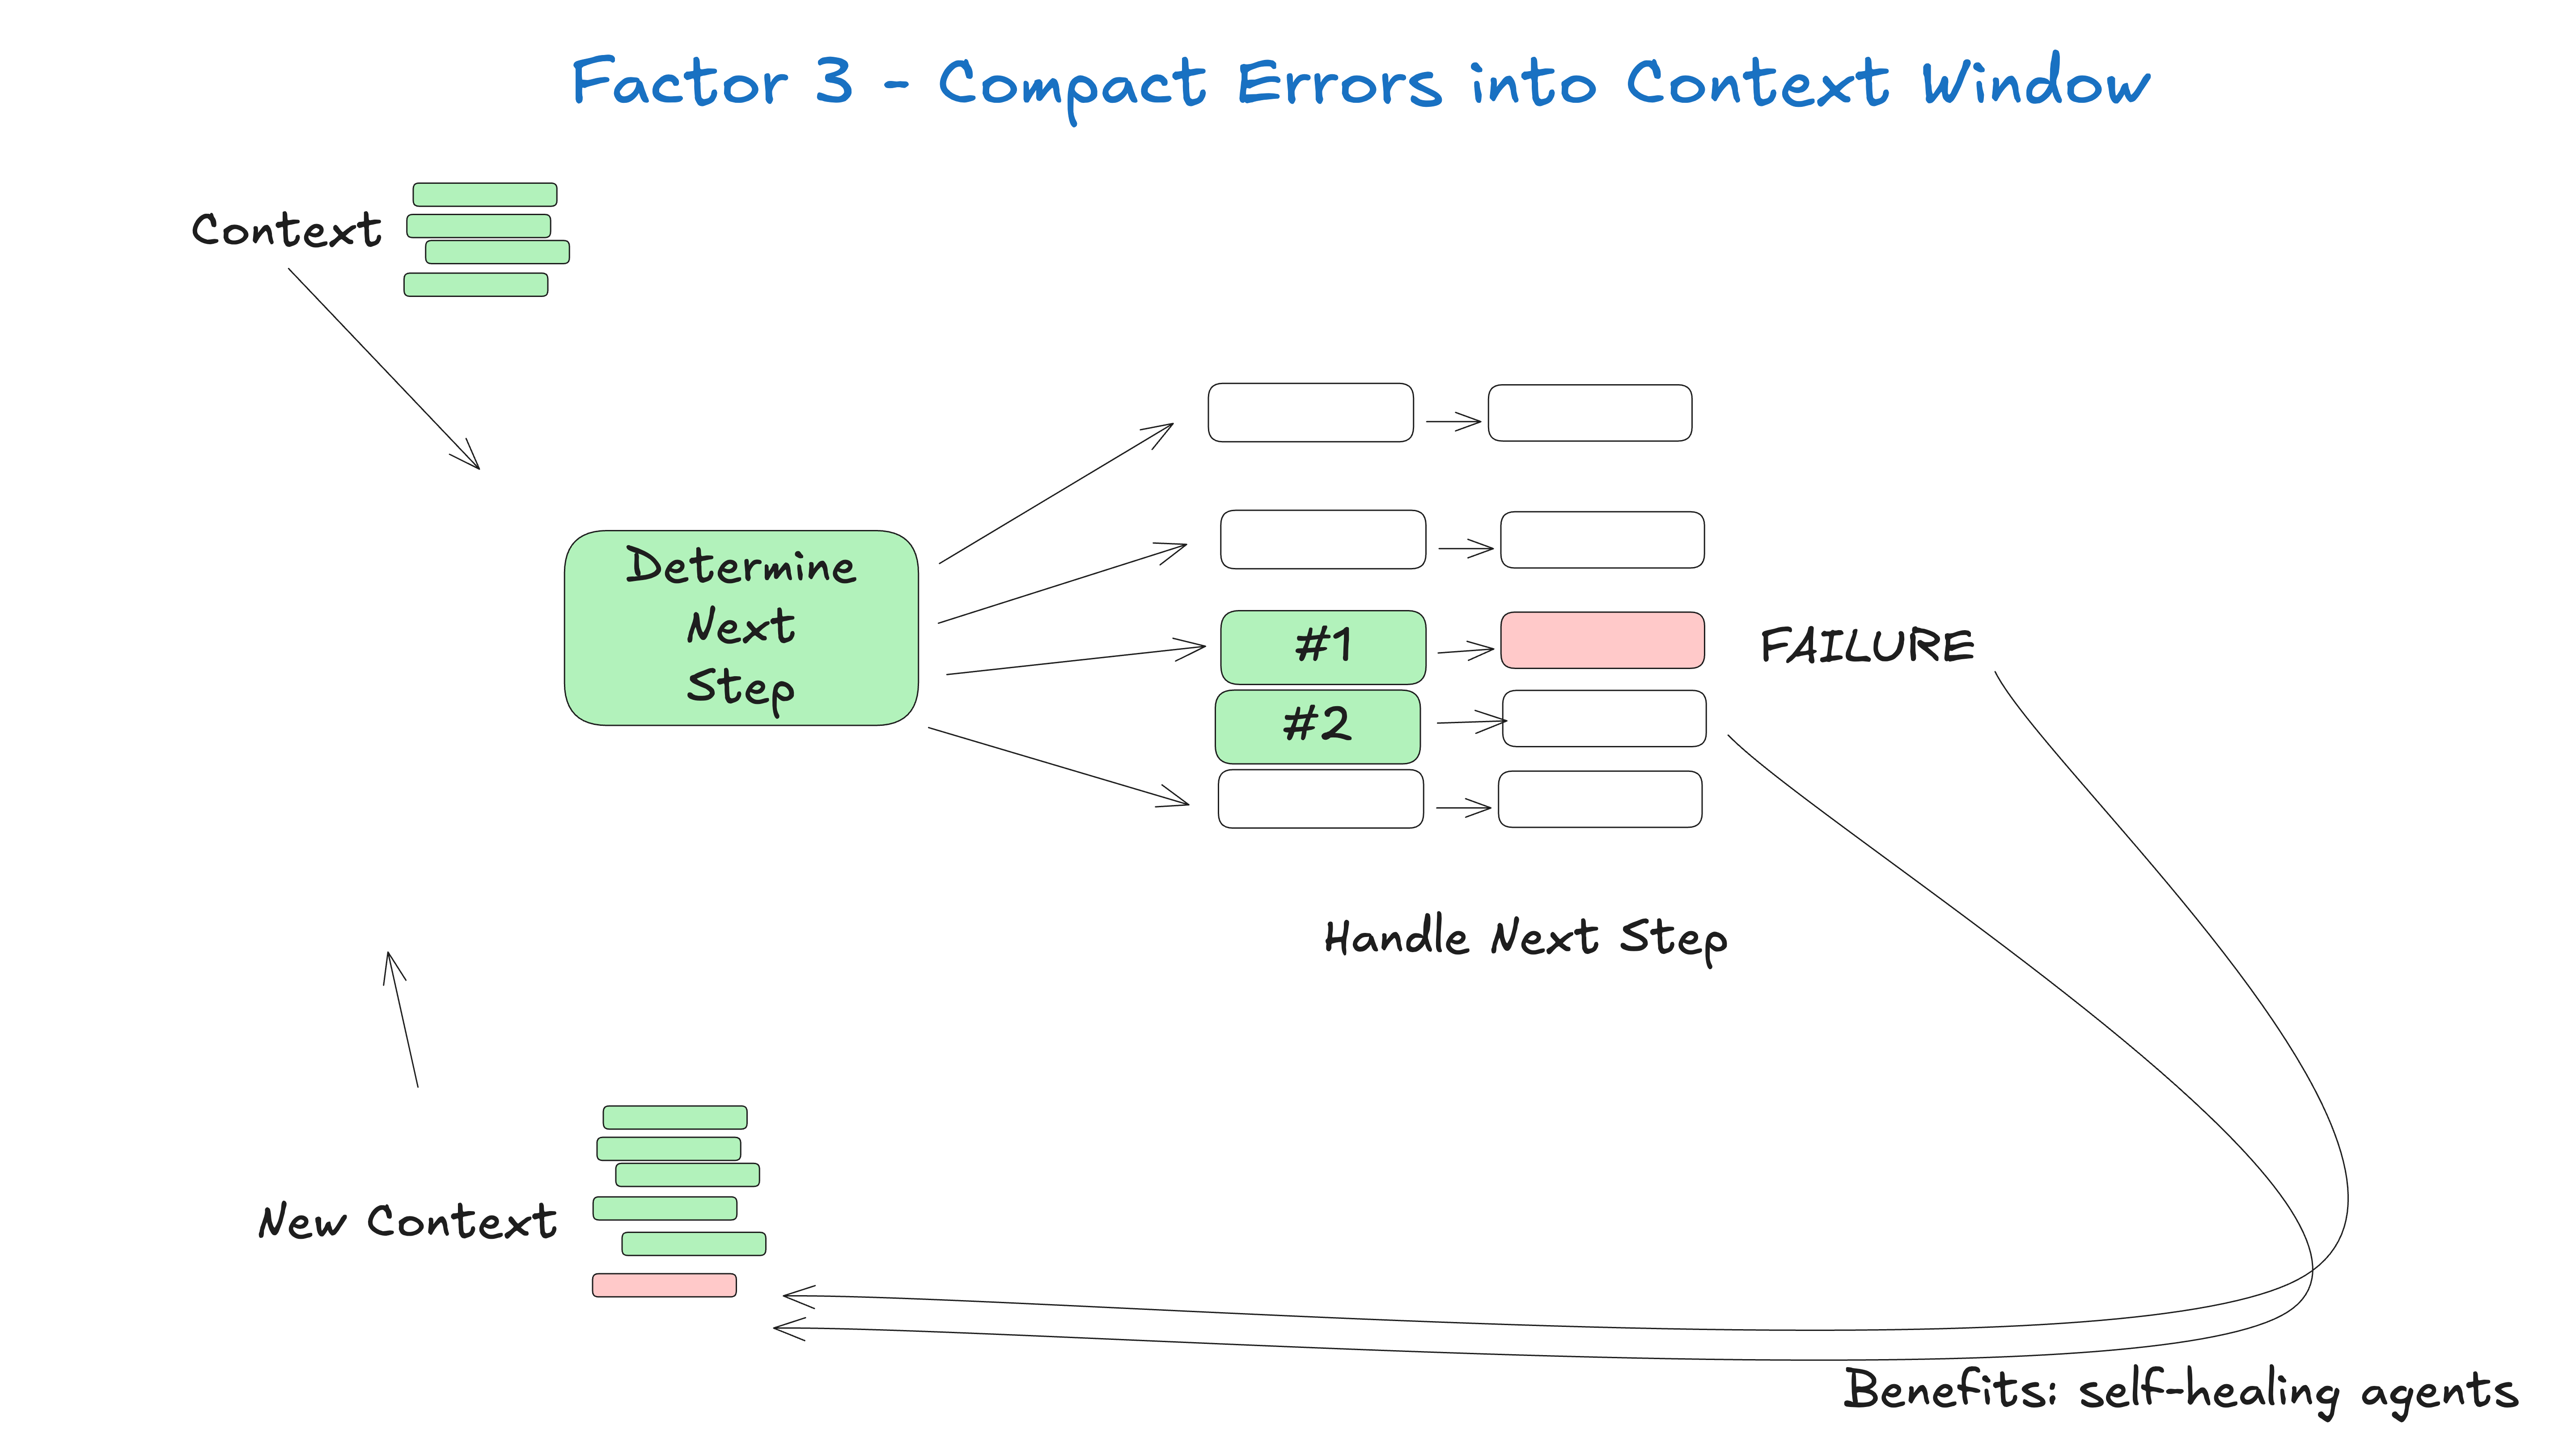 Factor 3 - Compact Errors into Context Window
Context
Determine
Next
Step
#1
FAILURE
#2
Handle Next Step
New Context
Benefits: self-healing agents